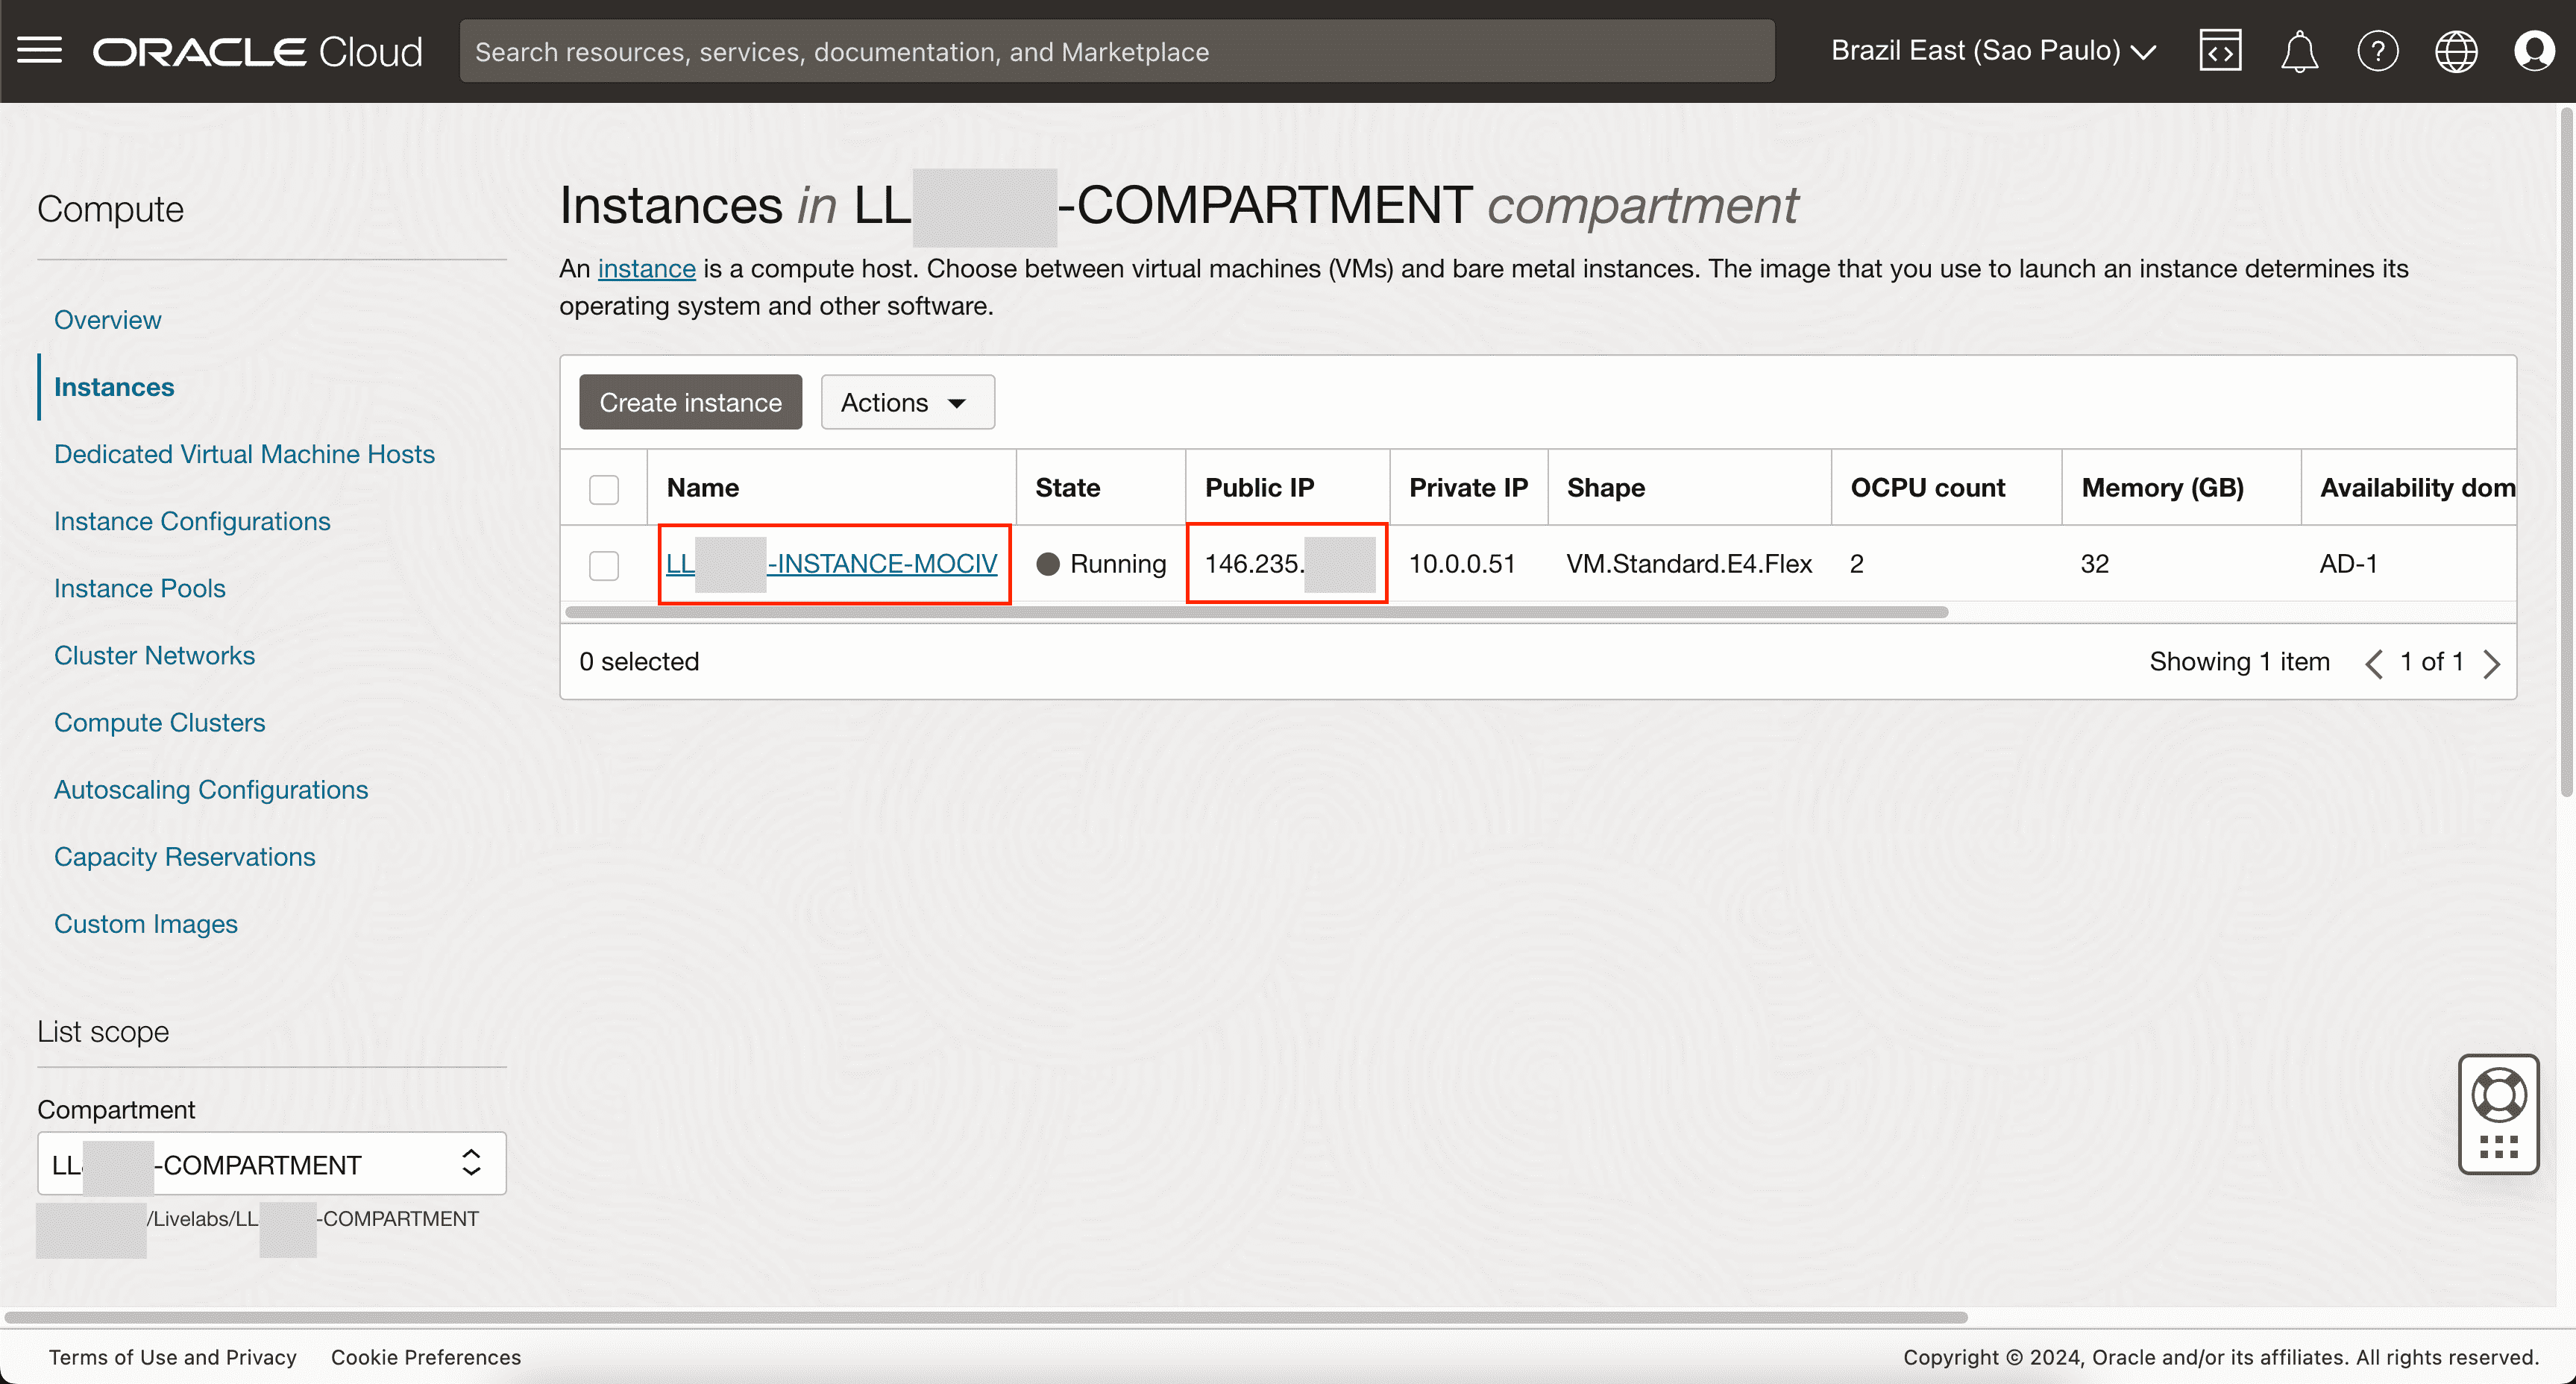 ORACLE Cloud
Search resources, services, documentation, and Marketplace
Brazil East (Sao Paulo)
Compute
Overview
Instances
Dedicated Virtual Machine Hosts
Instance Configurations
Instance Pools
Cluster Networks
Compute Clusters
Autoscaling Configurations
Capacity Reservations
Custom Images
List scope
Compartment
LL -COMPARTMENT
/Livelabs/LL -COMPARTMENT
Instances in LL -COMPARTMENT compartment
An instance is a compute host. Choose between virtual machines (VMs) and bare metal instances. The image that you use to launch an instance determines its
operating system and other software.
Create instance Actions
Name State Public IP Private IP Shape OCPU count Memory (GB) Availability dom
LL -INSTANCE-MOCIV Running 146.235. 10.0.0.51 VM.Standard.E4.Flex 2 32 AD-1
0 selected Showing 1 item 1 of 1
Terms of Use and Privacy Cookie Preferences Copyright © 2024, Oracle and/or its affiliates. All rights reserved.